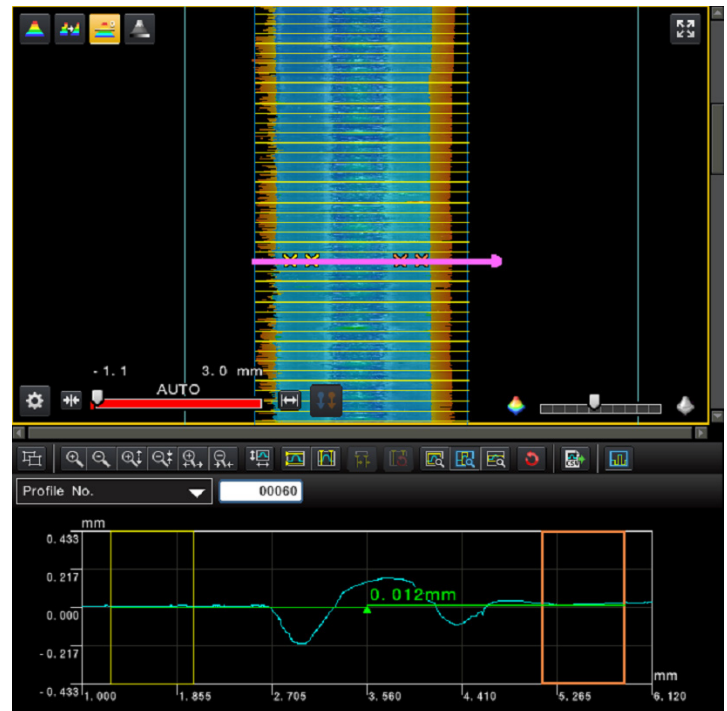 -1.1 3.0 mm
AUTO
Profile No. 00060
mm
0.433
0.217
0.012mm
0.000
-0.217
mm
-0.433
1.000 1.855 2.705 3.560 4.410 5.265 6.120